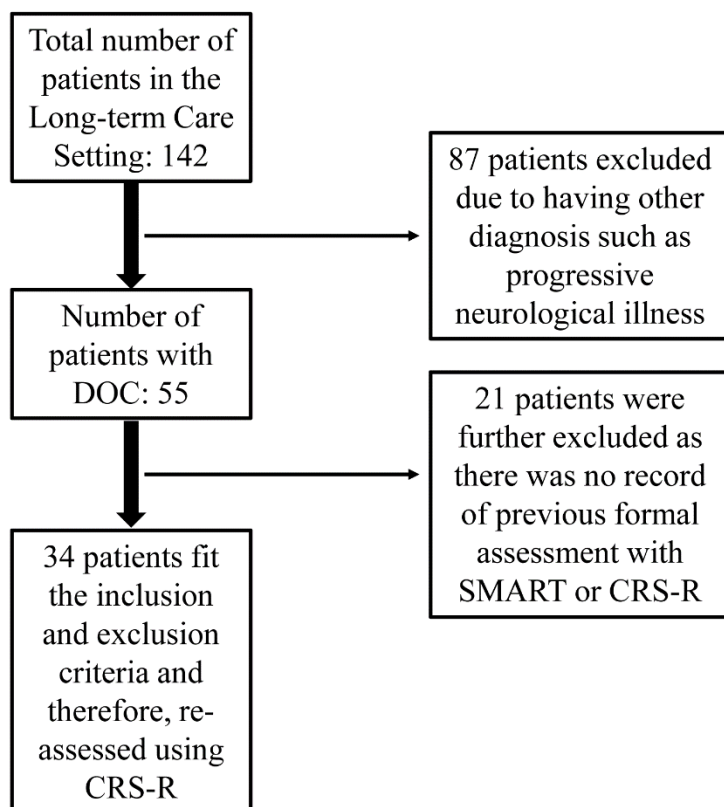 Total number of
patients in the
Long-term Care
Setting: 142
87 patients excluded
due to having other
diagnosis such as
progressive
neurological illness
Number of
patients with
DOC: 55
21 patients were
further excluded as
there was no record
of previous formal
assessment with
SMART or CRS-R
34 patients fit
the inclusion
and exclusion
criteria and
therefore, re-
assessed using
CRS-R